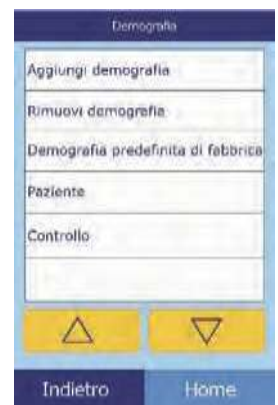 Demografia
Aggiungi demografia
Rimuovi demografia
Demografia predefinita di fabbrica
Paziente
Controllo
Indietro
Home